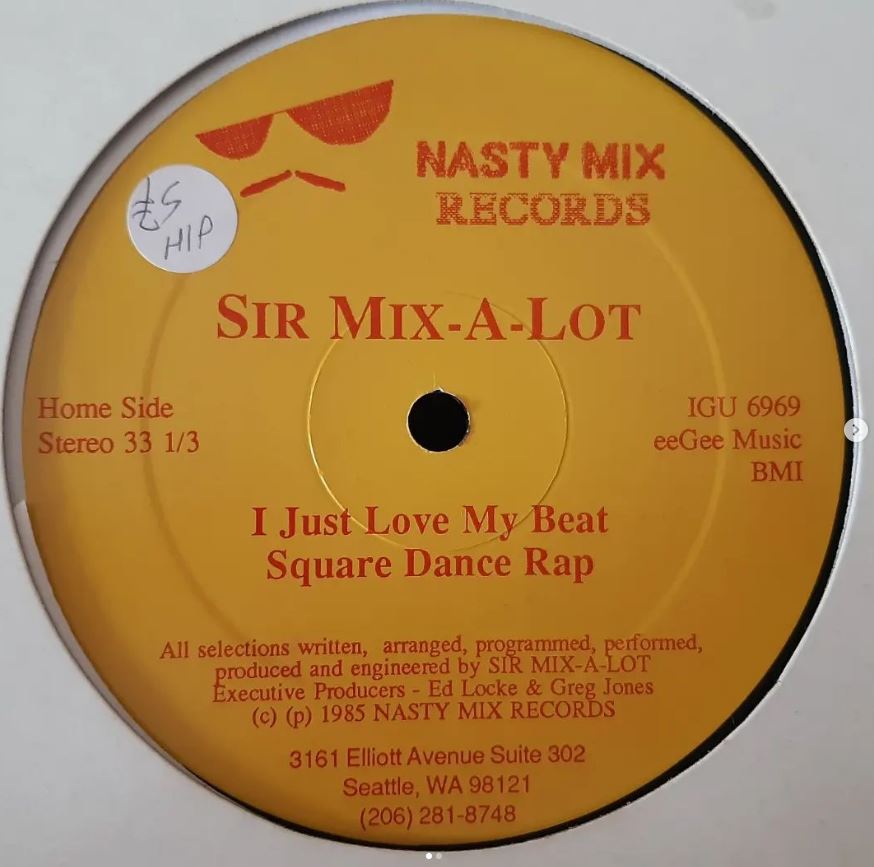 NASTY MIX
RECORDS
£5
HIP
SIR MIX-A-LOT
Home Side
Stereo 33 1/3
IGU 6969
eeGee Music
BMI
I Just Love My Beat
Square Dance Rap
All selections written, arranged, programmed, performed,
produced and engineered by SIR MIX-A-LOT
Executive Producers - Ed Locke & Greg Jones
(c) (p) 1985 NASTY MIX RECORDS
3161 Elliott Avenue Suite 302
Seattle, WA 98121
(206) 281-8748